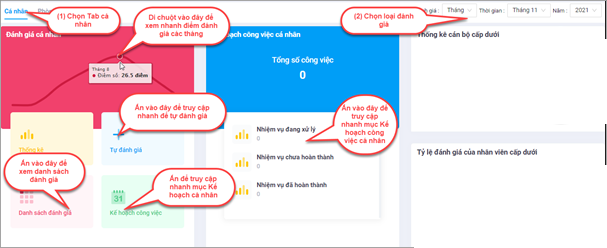 Cá nhân
(1) Chọn Tab cá
nhân
Di chuột vào đây để
xem nhanh điểm đánh
giá các tháng
(2) Chọn loại đánh
giá
giá :
Tháng
Thời gian :
Tháng 11
Năm :
2021
Đánh giá cá nhân
hoạch công việc cá nhân
Thống kê cán bộ cấp dưới
Tổng số công việc
0
Tháng 8
Điểm số: 26.5 điểm
Ấn vào đây để truy cập
nhanh để tự đánh giá
Ấn vào đây để
truy cập
nhanh mục Kế
hoạch công
việc cá nhân
Thống kê
Tự đánh giá
Nhiệm vụ đang xử lý
0
Nhiệm vụ chưa hoàn thành
0
Nhiệm vụ đã hoàn thành
0
Tỷ lệ đánh giá của nhân viên cấp dưới
Ấn vào đây để
xem danh sách
đánh giá
Ấn để truy cập
nhanh mục Kế
hoạch cá nhân
31
Danh sách đánh giá
Kế hoạch công việc